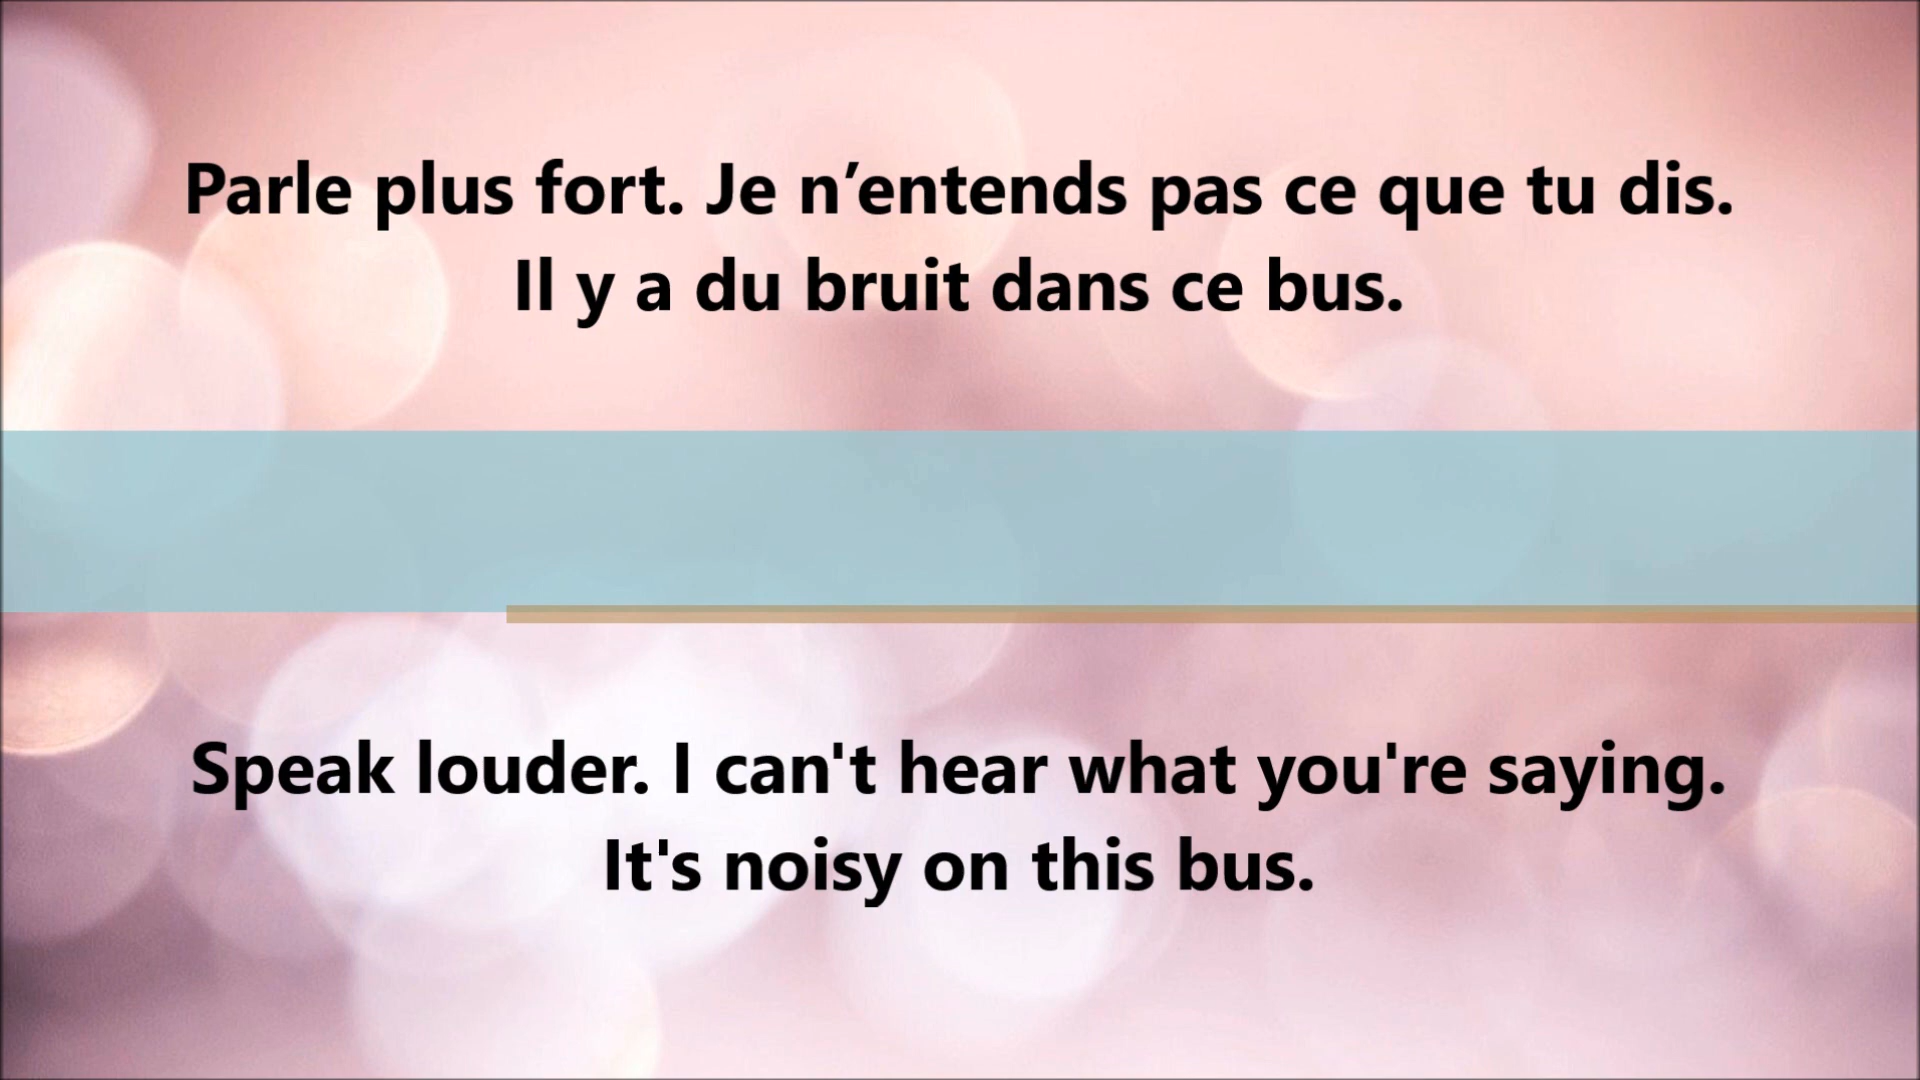 Parle plus fort. Je n’entends pas ce que tu dis.
Il y a du bruit dans ce bus.
Speak louder. I can't hear what you're saying.
It's noisy on this bus.